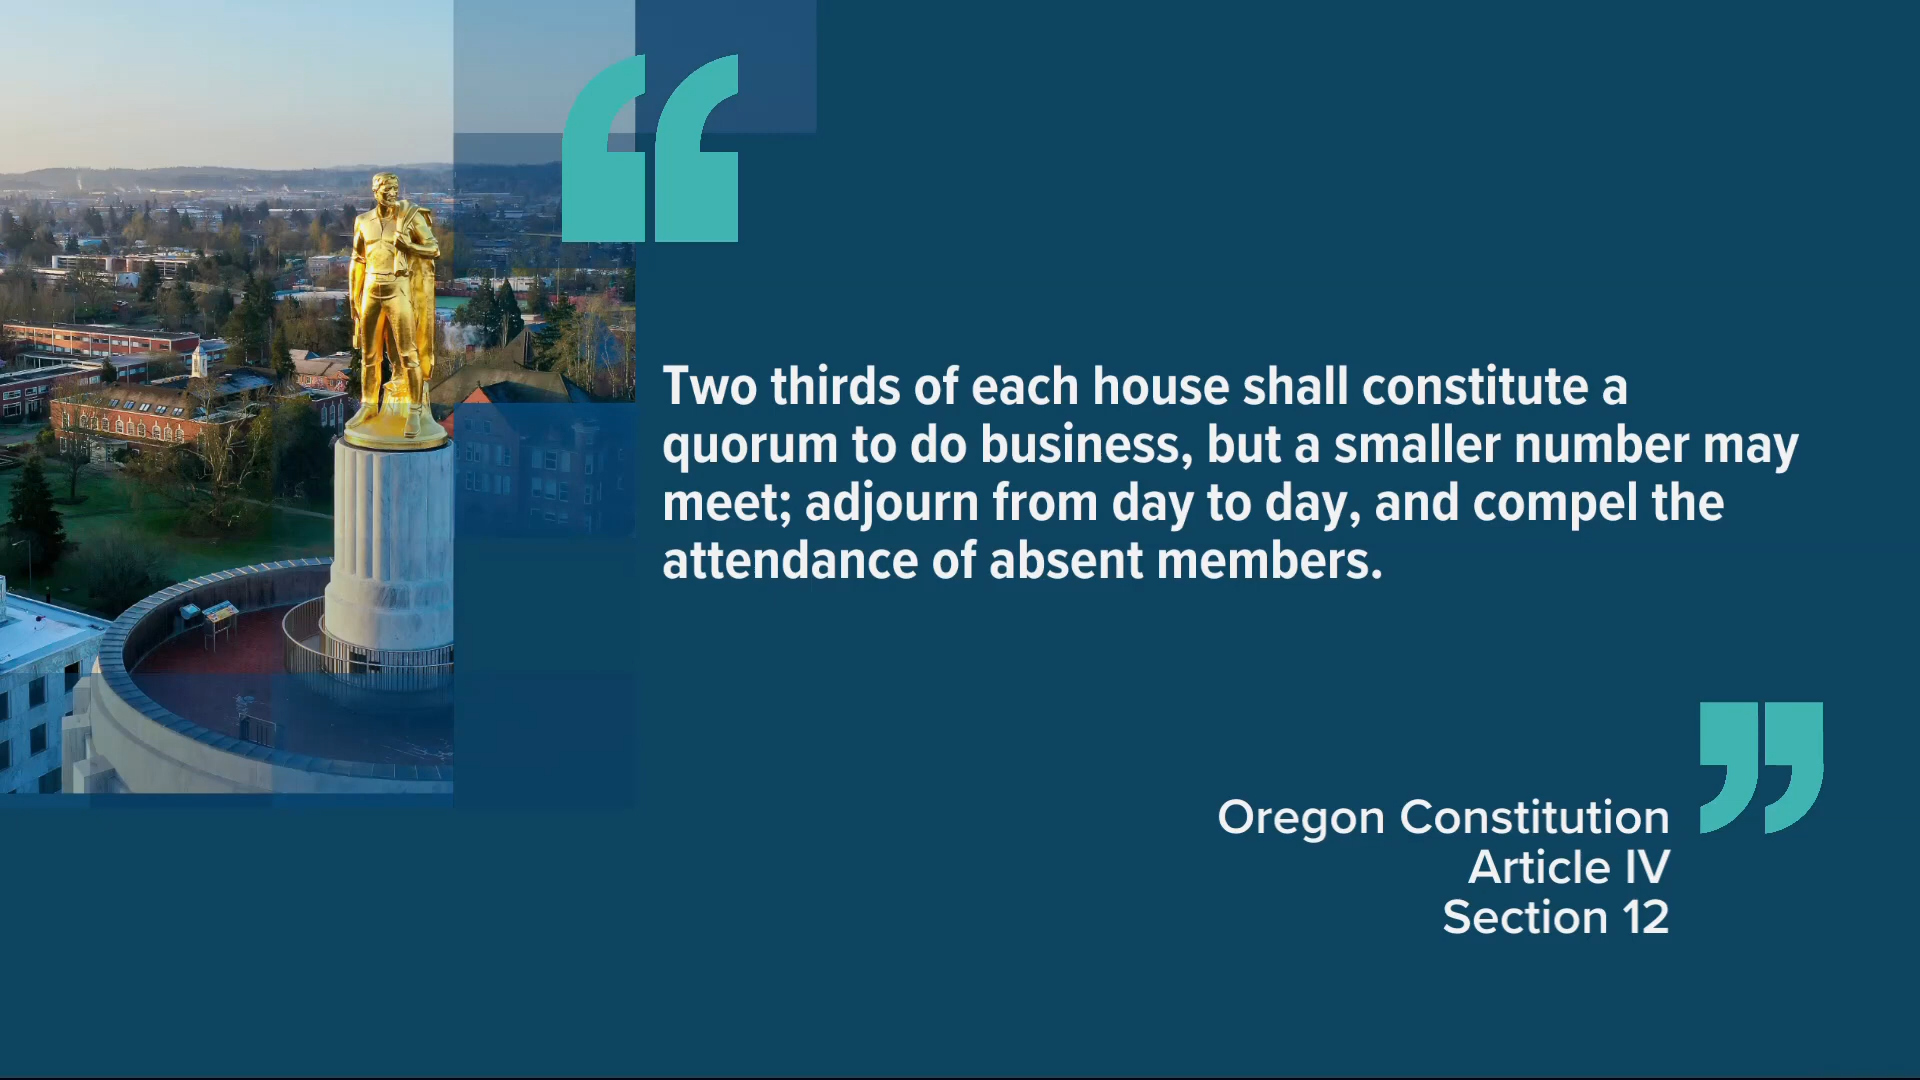 Two thirds of each house shall constitute a
quorum to do business, but a smaller number may
meet; adjourn from day to day, and compel the
attendance of absent members.
Oregon Constitution
Article IV
Section 12